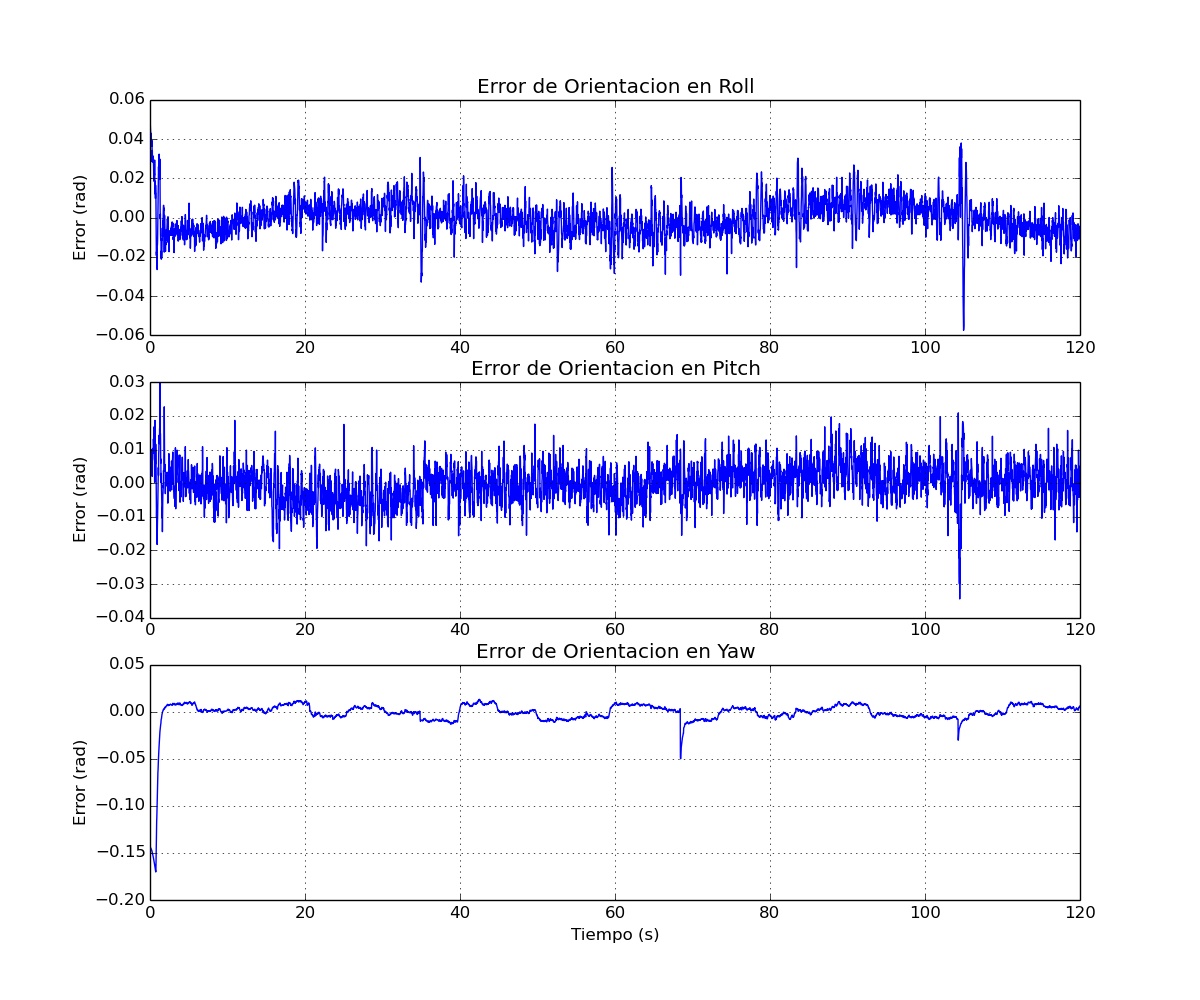 Error de Orientacion en Roll
0.06
0.04
0.02
0.00
−0.02
−0.04
−0.06
Error (rad)
0 20 40 60 80 100 120
Error de Orientacion en Pitch
0.03
0.02
0.01
0.00
−0.01
−0.02
−0.03
−0.04
Error (rad)
0 20 40 60 80 100 120
Error de Orientacion en Yaw
0.05
0.00
−0.05
−0.10
−0.15
−0.20
Error (rad)
0 20 40 60 80 100 120
Tiempo (s)